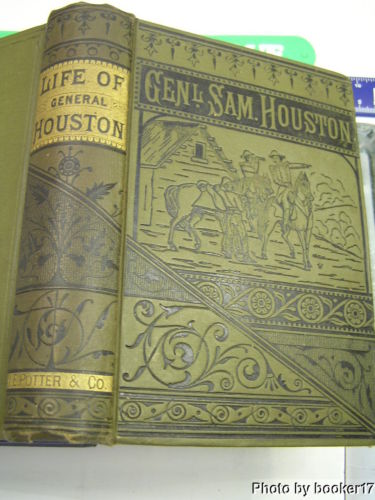 LIFE OF
GENERAL
HOUSTON
POTTER & CO.
GENL. SAM. HOUSTON
Photo by booker17